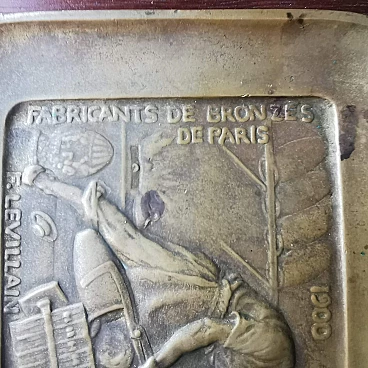 FABRICANTS DE BRONZES
DE PARIS
F. LEVILLAIN
1900